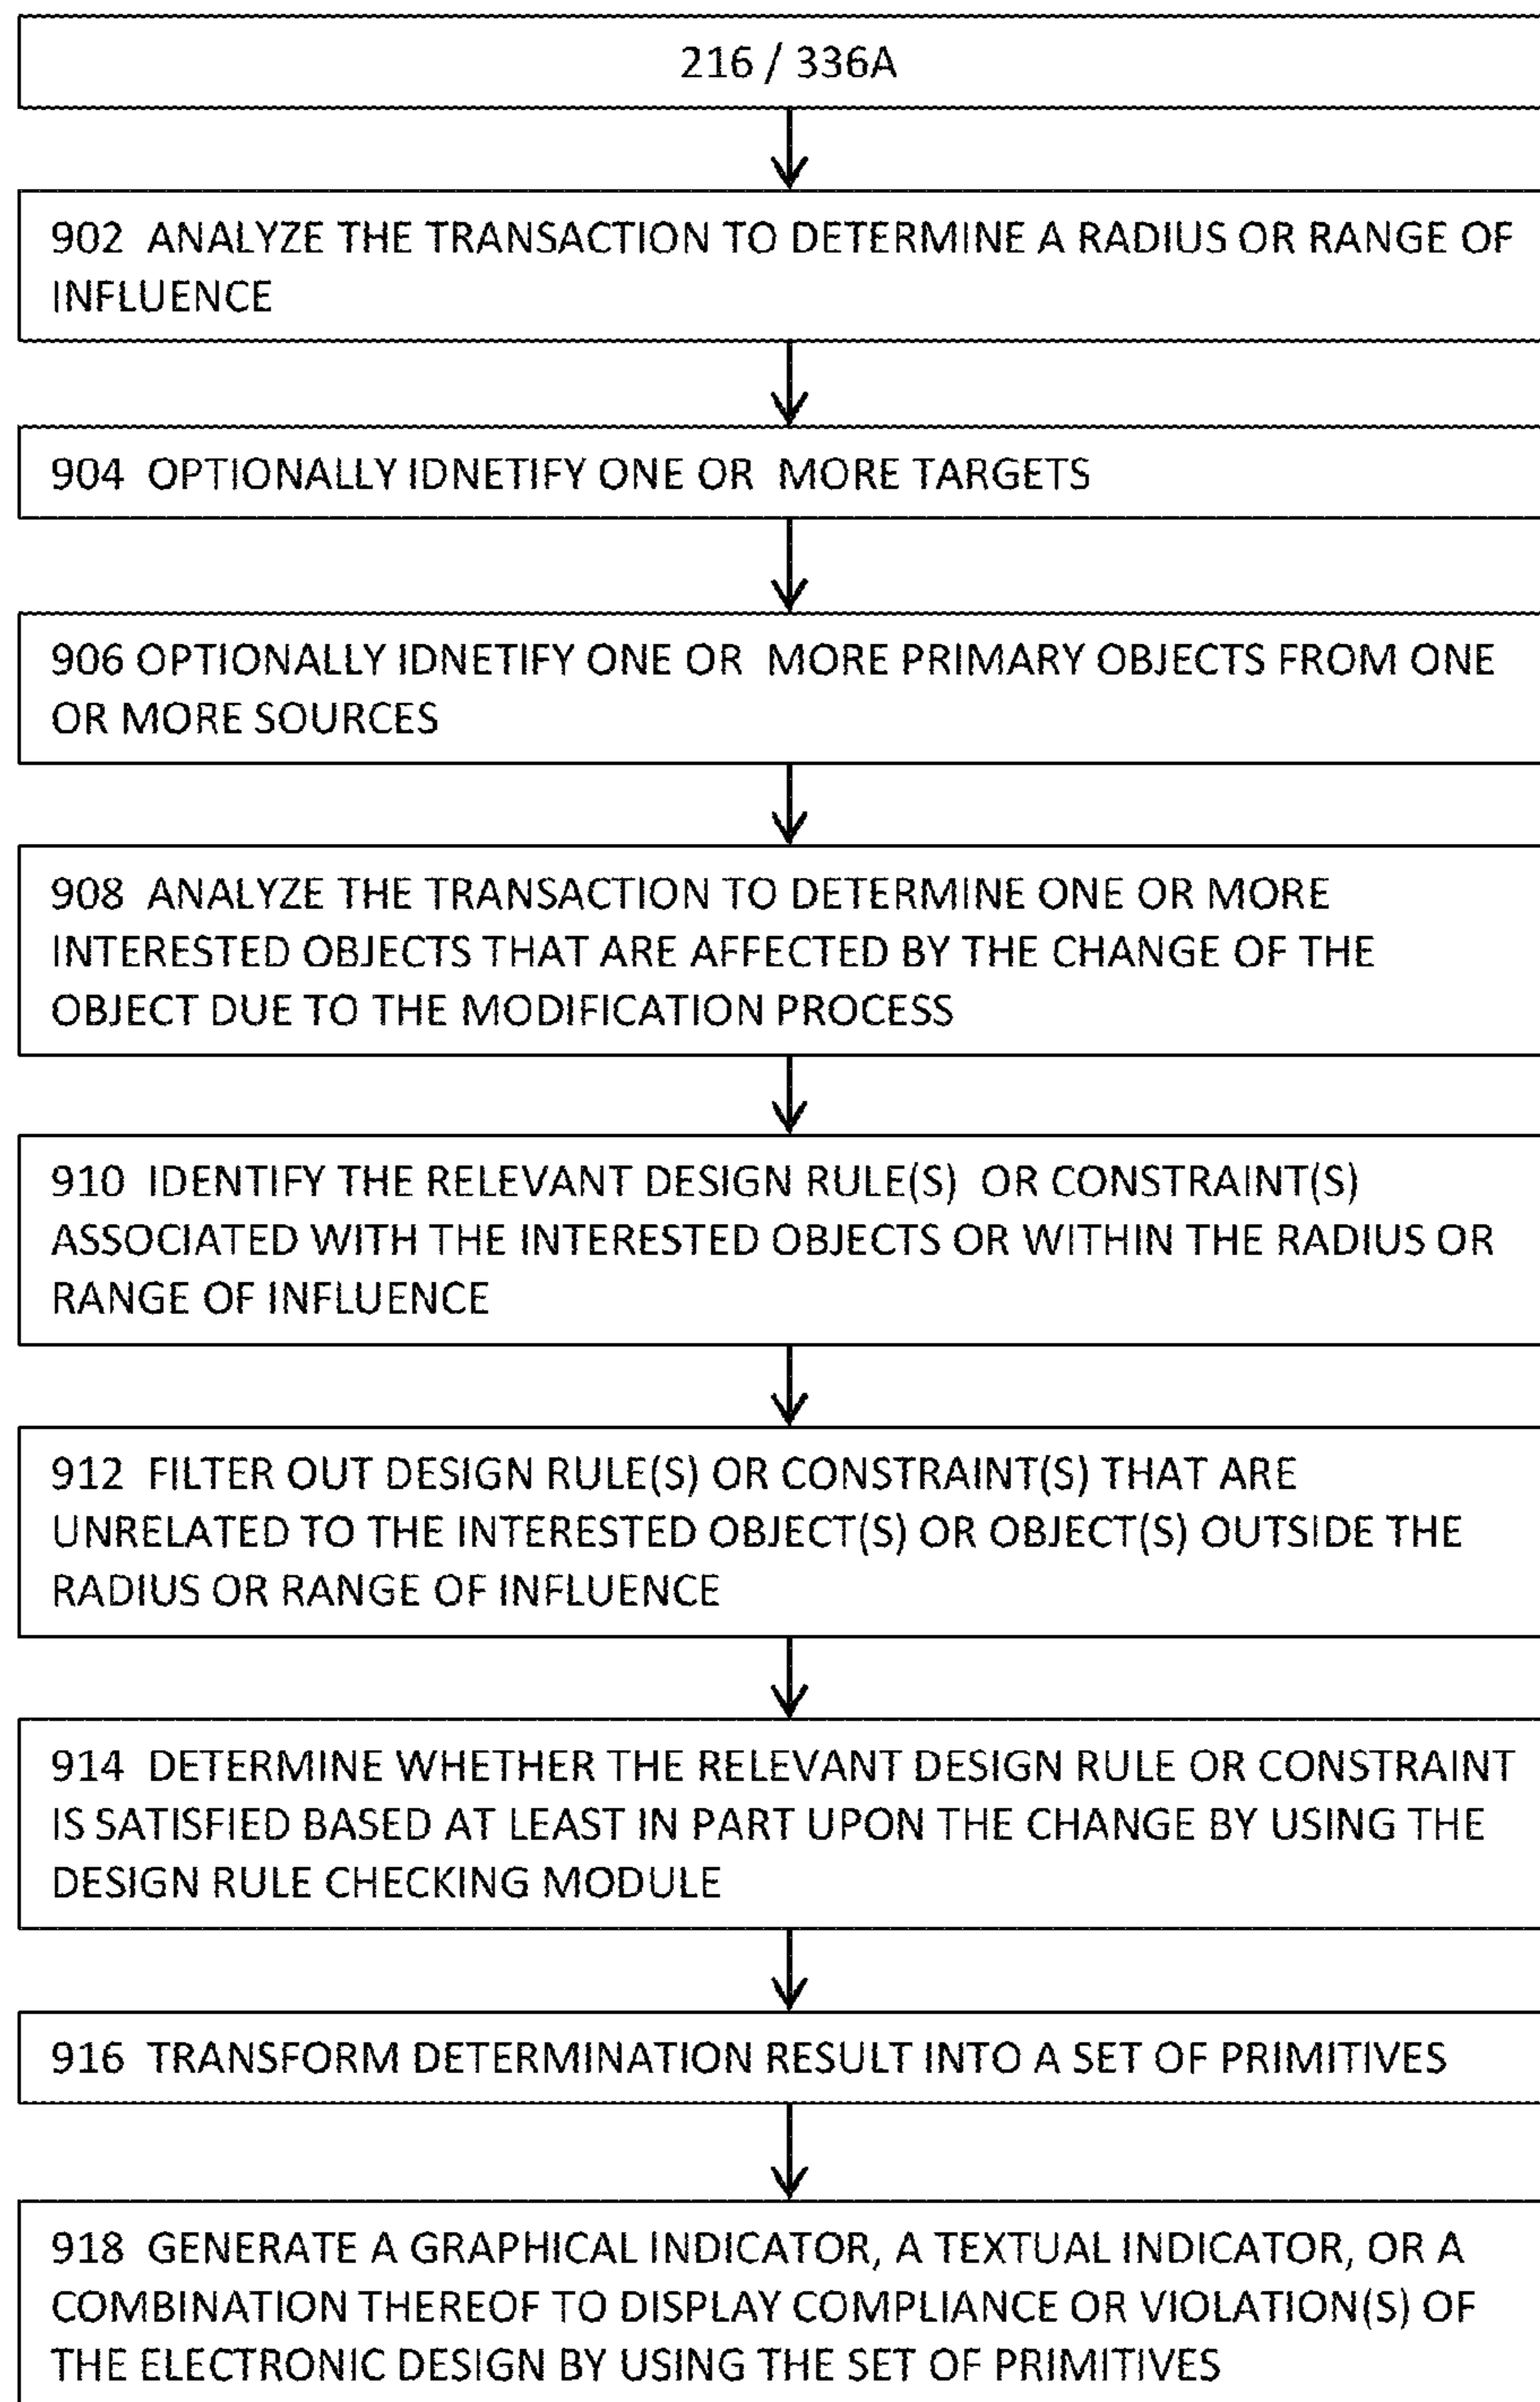 216 / 336A
902 ANALYZE THE TRANSACTION TO DETERMINE A RADIUS OR RANGE OF
INFLUENCE
904 OPTIONALLY IDNETIFY ONE OR MORE TARGETS
906 OPTIONALLY IDNETIFY ONE OR MORE PRIMARY OBJECTS FROM ONE
OR MORE SOURCES
908 ANALYZE THE TRANSACTION TO DETERMINE ONE OR MORE
INTERESTED OBJECTS THAT ARE AFFECTED BY THE CHANGE OF THE
OBJECT DUE TO THE MODIFICATION PROCESS
910 IDENTIFY THE RELEVANT DESIGN RULE(S) OR CONSTRAINT(S)
ASSOCIATED WITH THE INTERESTED OBJECTS OR WITHIN THE RADIUS OR
RANGE OF INFLUENCE
912 FILTER OUT DESIGN RULE(S) OR CONSTRAINT(S) THAT ARE
UNRELATED TO THE INTERESTED OBJECT(S) OR OBJECT(S) OUTSIDE THE
RADIUS OR RANGE OF INFLUENCE
914 DETERMINE WHETHER THE RELEVANT DESIGN RULE OR CONSTRAINT
IS SATISFIED BASED AT LEAST IN PART UPON THE CHANGE BY USING THE
DESIGN RULE CHECKING MODULE
916 TRANSFORM DETERMINATION RESULT INTO A SET OF PRIMITIVES
918 GENERATE A GRAPHICAL INDICATOR, A TEXTUAL INDICATOR, OR A
COMBINATION THEREOF TO DISPLAY COMPLIANCE OR VIOLATION(S) OF
THE ELECTRONIC DESIGN BY USING THE SET OF PRIMITIVES